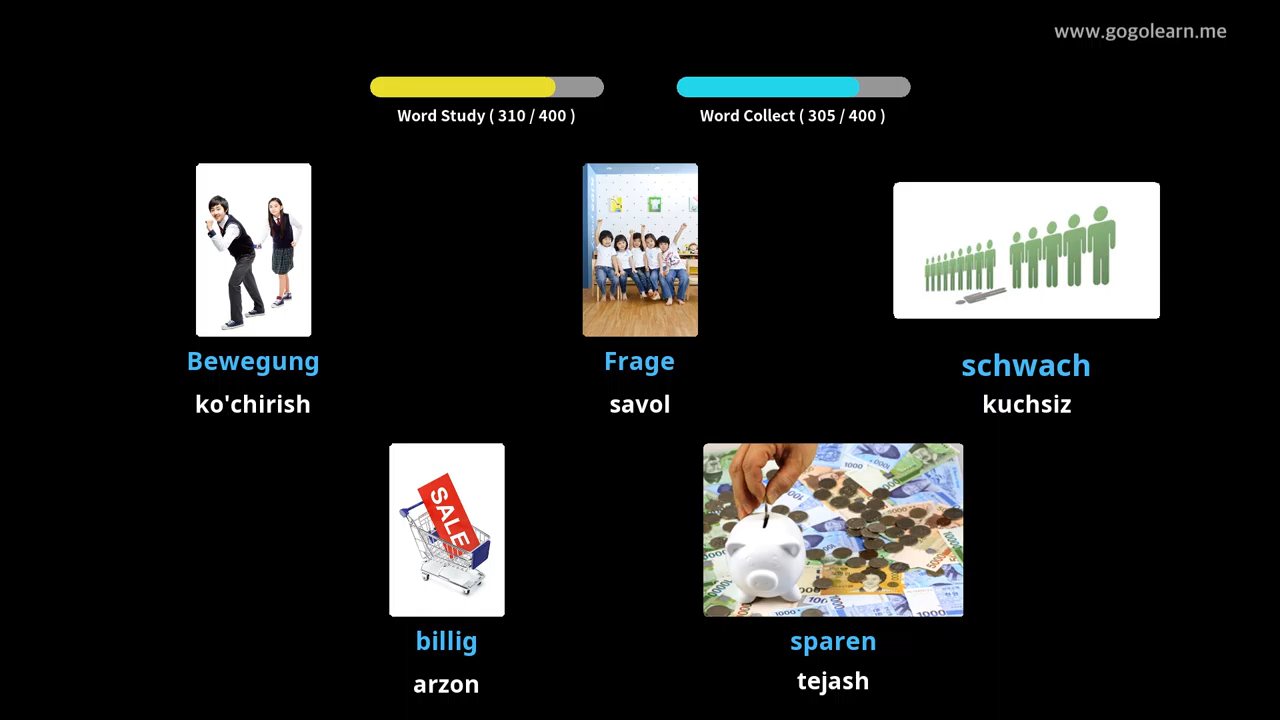 www.gogolearn.me
Word Study ( 310 / 400 )
Word Collect ( 305 / 400 )
Bewegung
ko'chirish
Frage
savol
schwach
kuchsiz
SALE
billig
arzon
sparen
tejash